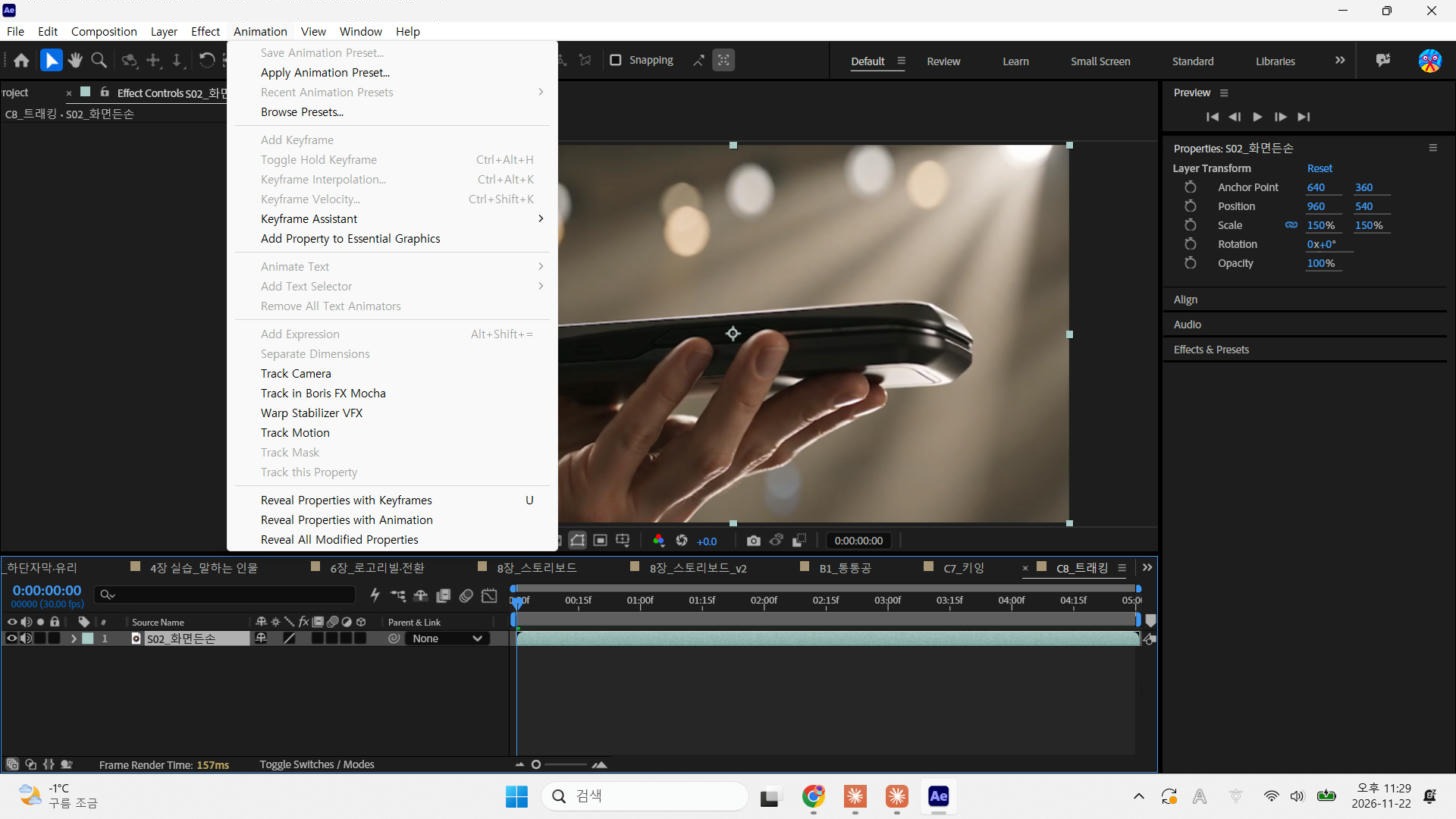 Ae
File Edit Composition Layer Effect Animation View Window Help
Snapping Default Review Learn Small Screen Standard Libraries
roject Effect Controls S02_화면
C8_트래킹 • S02_화면든손
Save Animation Preset...
Apply Animation Preset...
Recent Animation Presets
Browse Presets...
Add Keyframe
Toggle Hold Keyframe Ctrl+Alt+H
Keyframe Interpolation... Ctrl+Alt+K
Keyframe Velocity... Ctrl+Shift+K
Keyframe Assistant
Add Property to Essential Graphics
Animate Text
Add Text Selector
Remove All Text Animators
Add Expression Alt+Shift+=
Separate Dimensions
Track Camera
Track in Boris FX Mocha
Warp Stabilizer VFX
Track Motion
Track Mask
Track this Property
Reveal Properties with Keyframes U
Reveal Properties with Animation
Reveal All Modified Properties
Preview
Properties: S02_화면든손
Layer Transform Reset
Anchor Point 640 360
Position 960 540
Scale 150% 150%
Rotation 0x+0°
Opacity 100%
Align
Audio
Effects & Presets
+0.0 0:00:00:00
_하단자막.유리 4장 실습_말하는 인물 6장_로고리빌.전환 8장_스토리보드 8장_스토리보드_v2 B1_통통공 C7_키잉 C8_트래킹
0:00:00:00
00000 (30.00 fps)
00f 00:15f 01:00f 01:15f 02:00f 02:15f 03:00f 03:15f 04:00f 04:15f 05:0
# Source Name fx Parent & Link
1 S02_화면든손 None
Frame Render Time: 157ms Toggle Switches / Modes
-1°C
구름 조금
검색
Ae
A
오후 11:29
2026-11-22